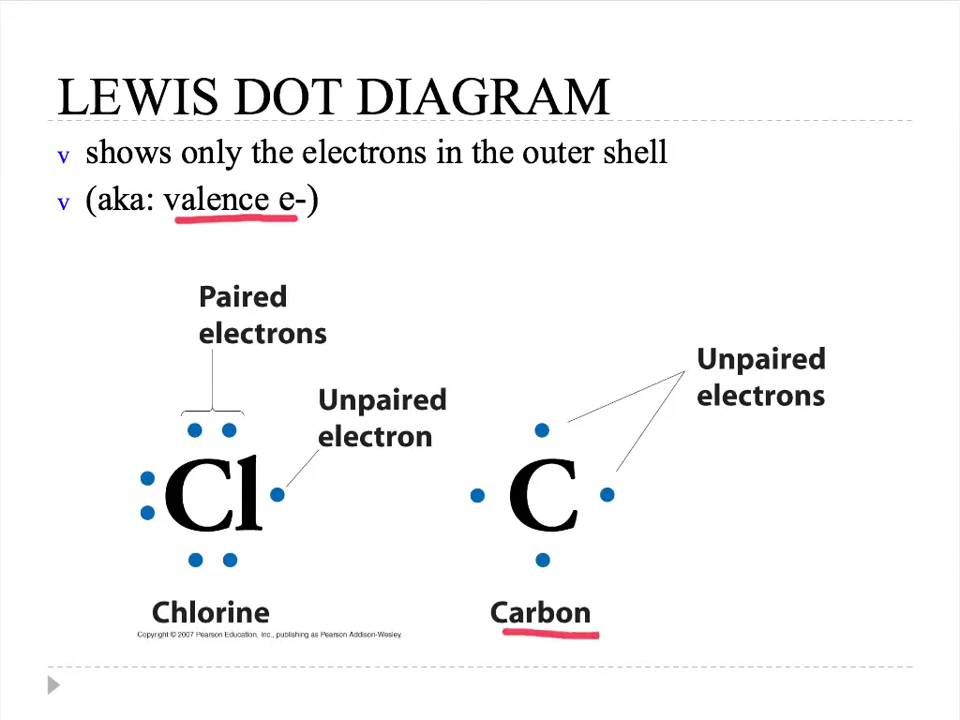 LEWIS DOT DIAGRAM
v shows only the electrons in the outer shell
v (aka: valence e-)
Paired
electrons
Unpaired
electron
Unpaired
electrons
Cl
C
Chlorine
Carbon
Copyright © 2007 Pearson Education, Inc., publishing as Pearson Addison-Wesley.